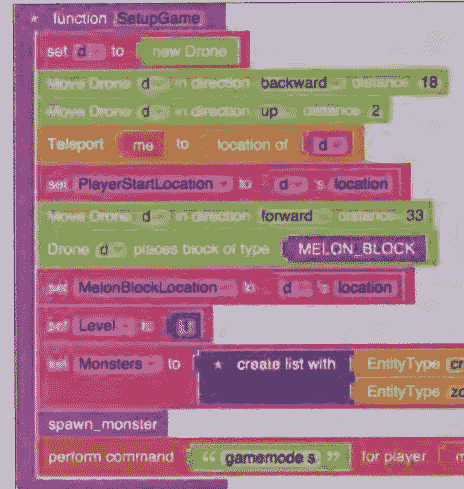 function SetupGame
set d to new Drone
Move Drone d in direction backward distance 18
Move Drone d in direction up distance 2
Teleport me to location of d
set PlayerStartLocation to d 's location
Move Drone d in direction forward distance 33
Drone d places block of type MELON_BLOCK
set MelonBlockLocation to d 's location
set Level to 1
set Monsters to create list with EntityType cr
EntityType zo
spawn_monster
perform command “ gamemode s ” for player m